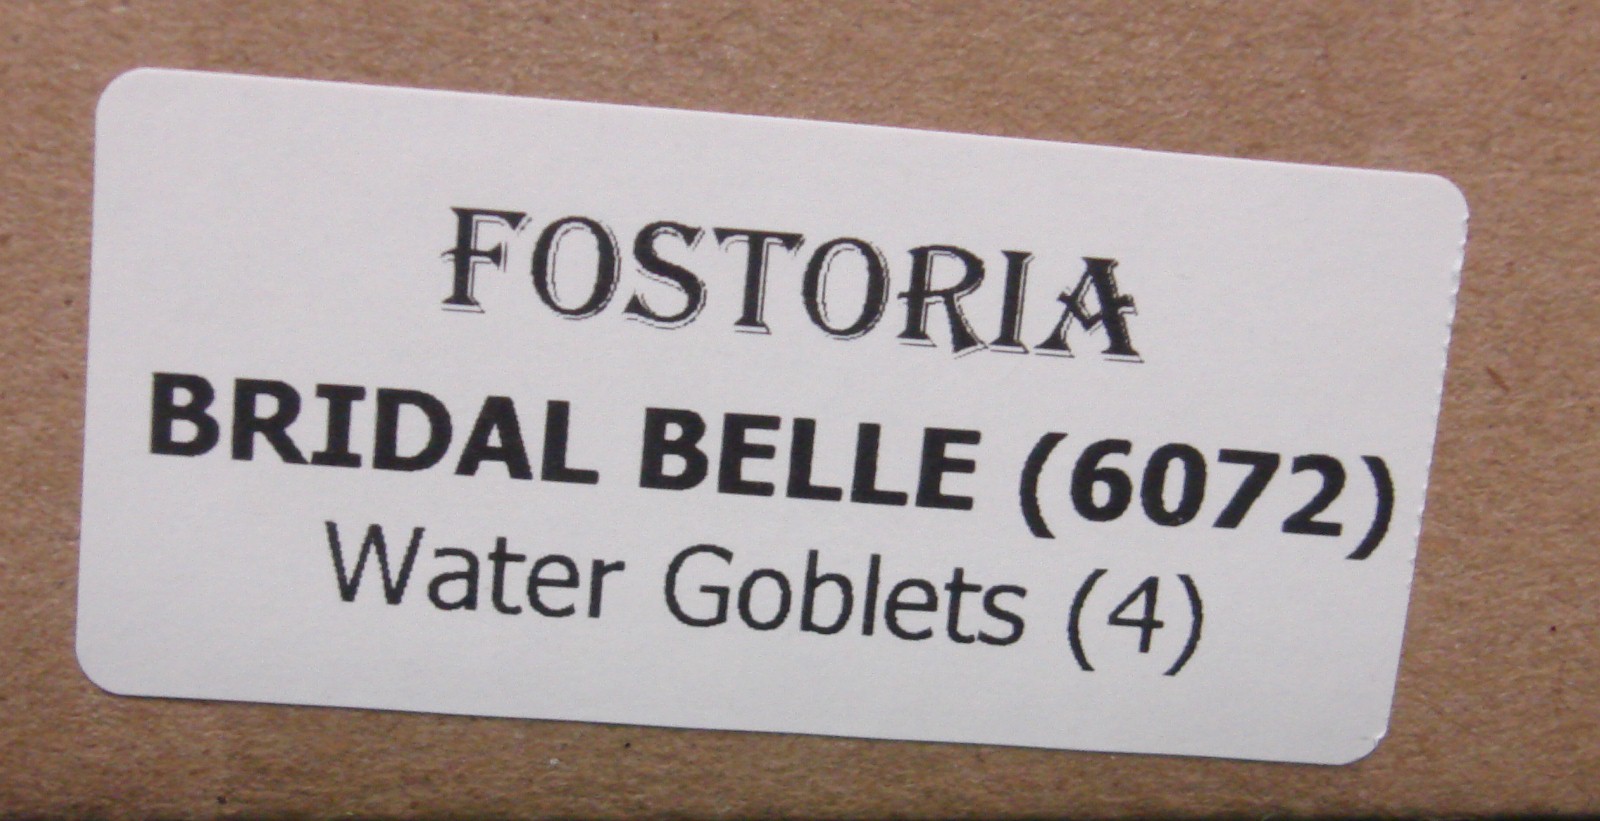 FOSTORIA
BRIDAL BELLE (6072)
Water Goblets (4)